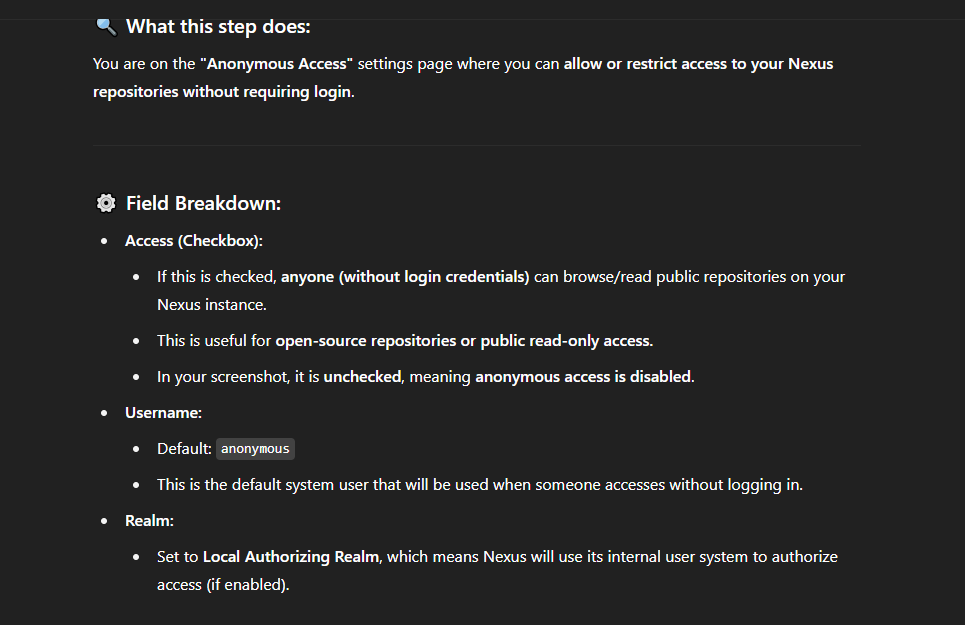 What this step does:
You are on the "Anonymous Access" settings page where you can allow or restrict access to your Nexus
repositories without requiring login.
Field Breakdown:
Access (Checkbox):
If this is checked, anyone (without login credentials) can browse/read public repositories on your
Nexus instance.
This is useful for open-source repositories or public read-only access.
In your screenshot, it is unchecked, meaning anonymous access is disabled.
Username:
Default: anonymous
This is the default system user that will be used when someone accesses without logging in.
Realm:
Set to Local Authorizing Realm, which means Nexus will use its internal user system to authorize
access (if enabled).